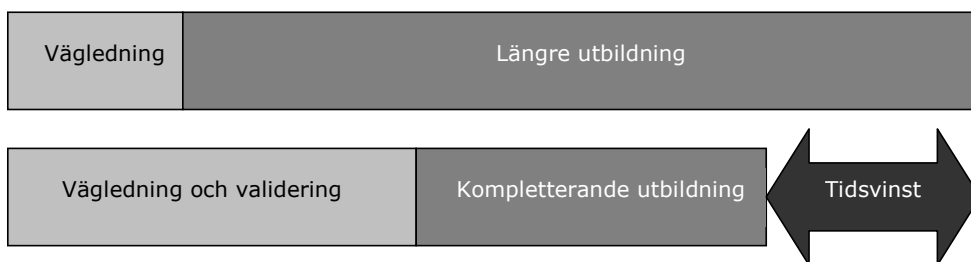 Vägledning
Längre utbildning
Vägledning och validering
Kompletterande utbildning
Tidsvinst